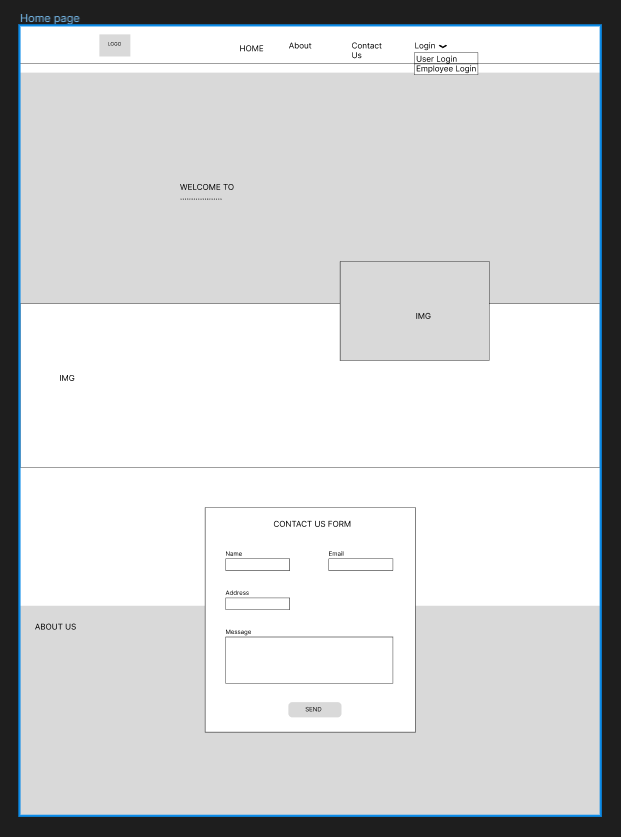 Home page
LOGO
HOME
About
Contact
Us
Login
User Login
Employee Login
WELCOME TO
...................
IMG
IMG
CONTACT US FORM
Name
Email
Address
Message
SEND
ABOUT US